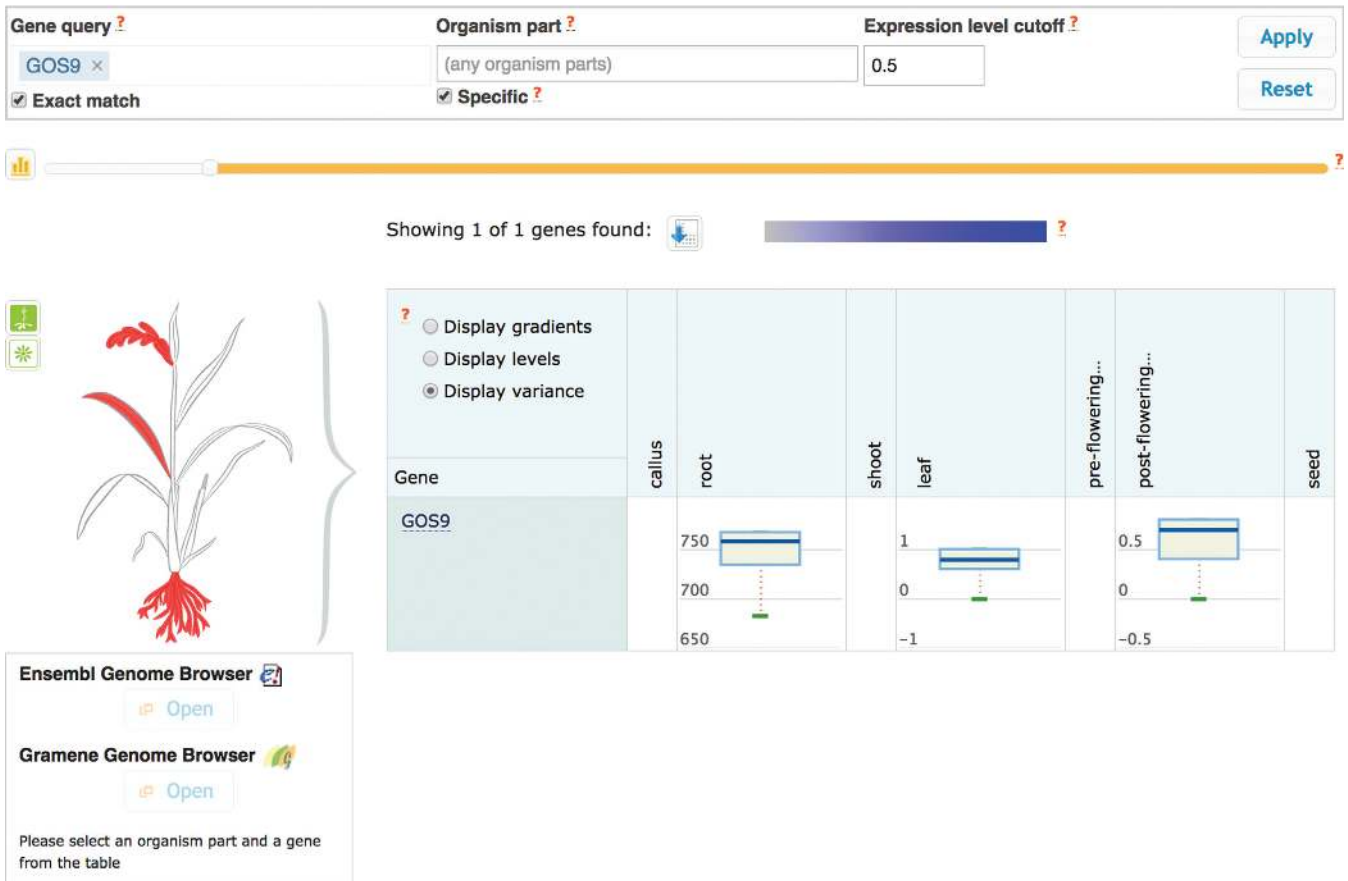 Gene query ? Organism part ? Expression level cutoff ?
GOS9 × (any organism parts) 0.5 Apply
Exact match Specific ? Reset
?
Showing 1 of 1 genes found: ?
? Display gradients
Display levels
Display variance
Gene callus root shoot leaf pre-flowering... post-flowering... seed
GOS9
750 1 0.5
700 0 0
650 -1 -0.5
Ensembl Genome Browser e!
Open
Gramene Genome Browser G
Open
Please select an organism part and a gene
from the table